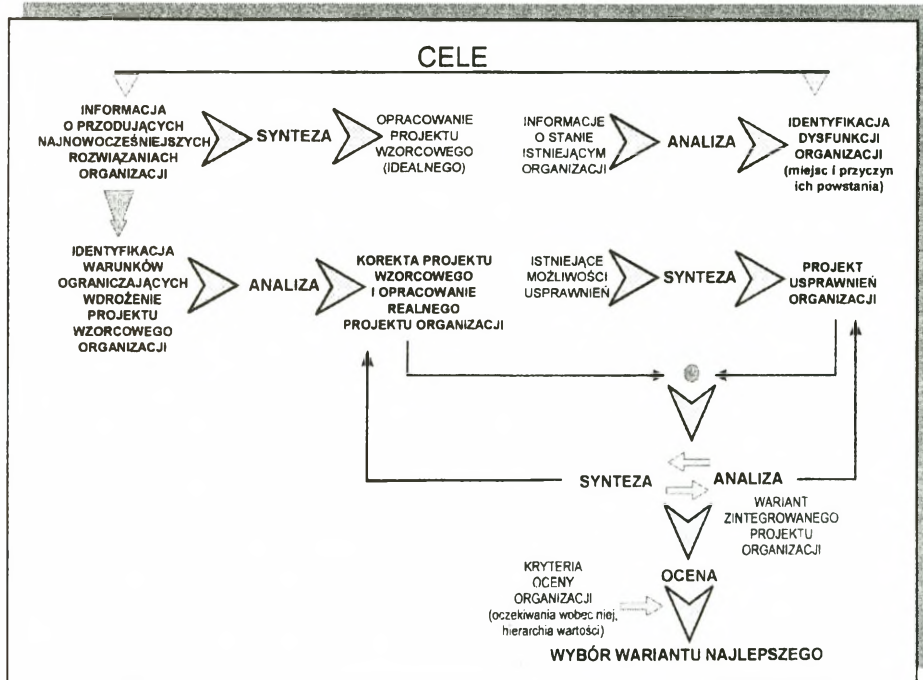 CELE
INFORMACJA
O PRZODUJĄCYCH
NAJNOWOCZEŚNIEJSZYCH
ROZWIĄZANIACH
ORGANIZACJI
SYNTEZA
OPRACOWANIE
PROJEKTU
WZORCOWEGO
(IDEALNEGO)
INFORMACJE
O STANIE
ISTNIEJĄCYM
ORGANIZACJI
ANALIZA
IDENTYFIKACJA
DYSFUNKCJI
ORGANIZACJI
(miejsc i przyczyn
ich powstania)
IDENTYFIKACJA
WARUNKÓW
OGRANICZAJĄCYCH
WDROŻENIE
PROJEKTU
WZORCOWEGO
ORGANIZACJI
ANALIZA
KOREKTA PROJEKTU
WZORCOWEGO
I OPRACOWANIE
REALNEGO
PROJEKTU ORGANIZACJI
ISTNIEJĄCE
MOŻLIWOŚCI
USPRAWNIEŃ
SYNTEZA
PROJEKT
USPRAWNIEŃ
ORGANIZACJI
SYNTEZA
ANALIZA
WARIANT
ZINTEGROWANEGO
PROJEKTU
ORGANIZACJI
KRYTERIA
OCENY
ORGANIZACJI
(oczekiwania wobec niej,
hierarchia wartości)
OCENA
WYBÓR WARIANTU NAJLEPSZEGO